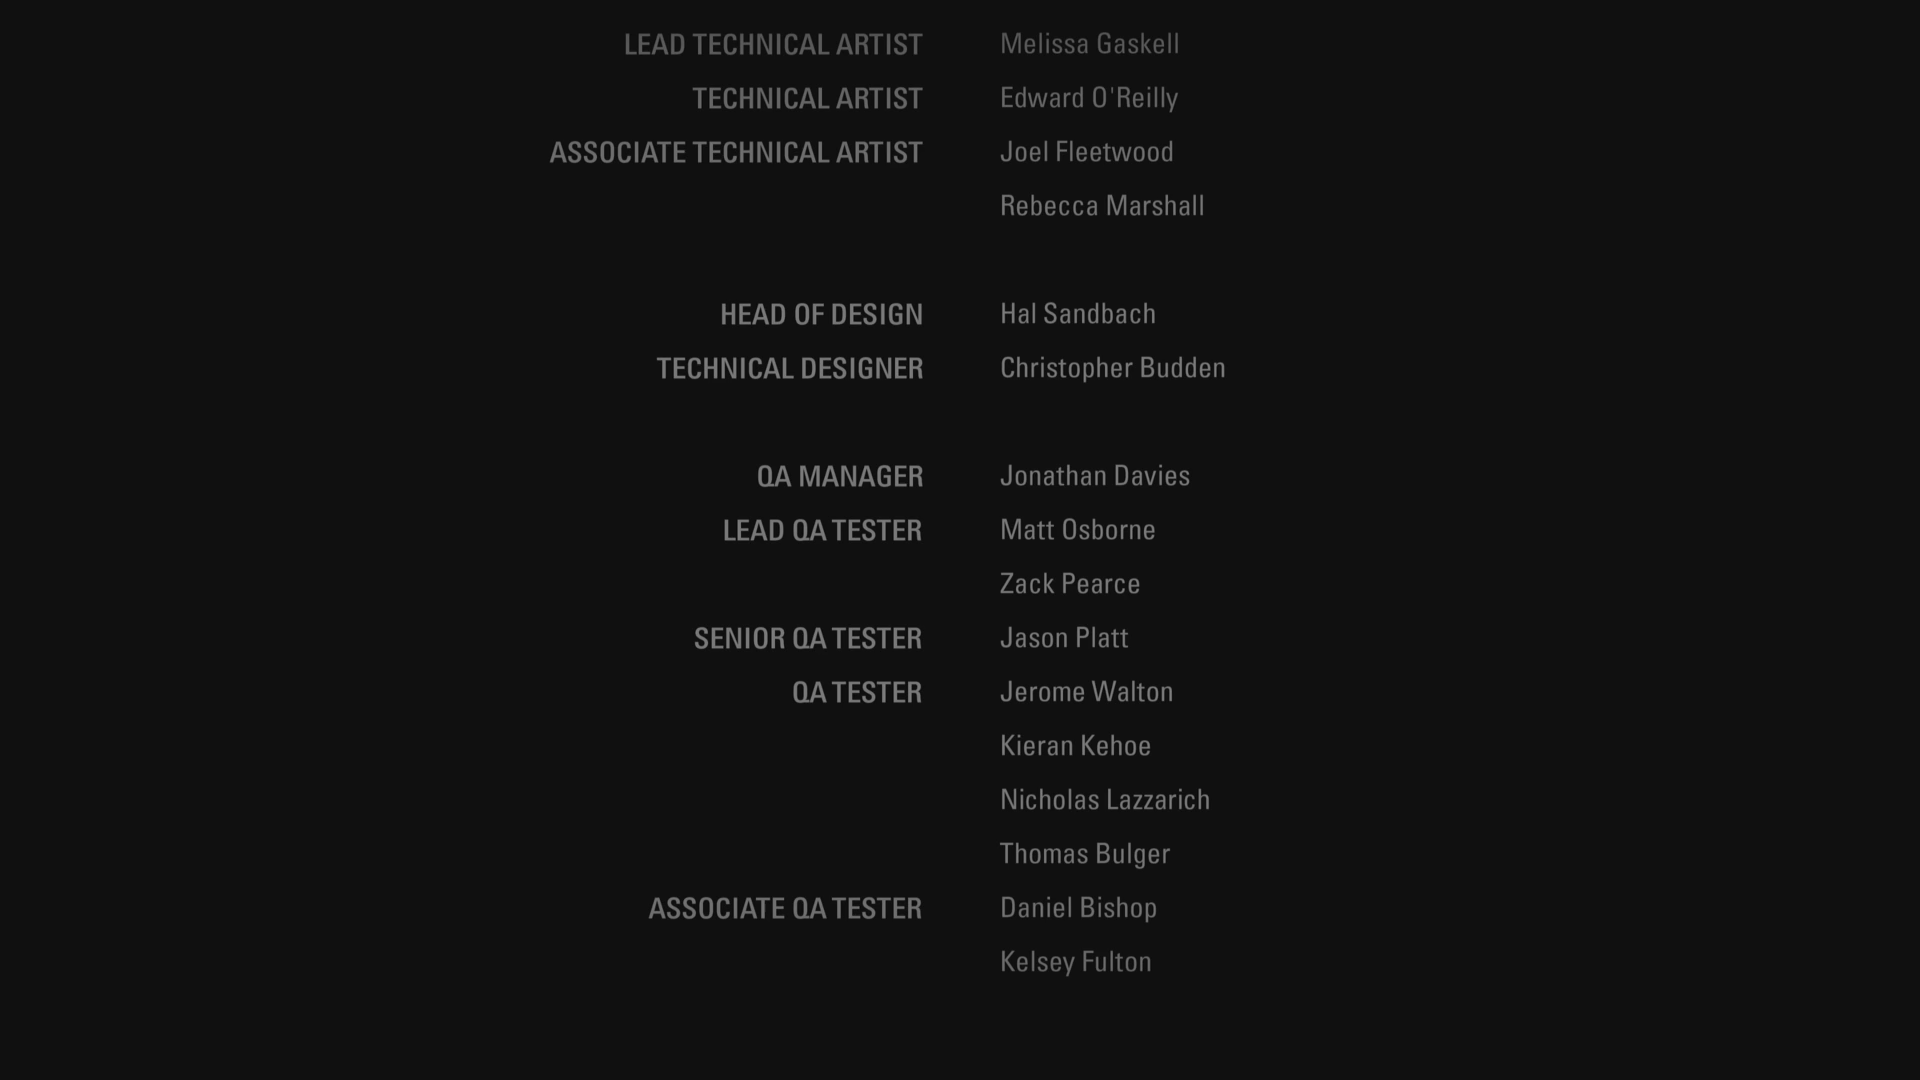 LEAD TECHNICAL ARTIST Melissa Gaskell
TECHNICAL ARTIST Edward O'Reilly
ASSOCIATE TECHNICAL ARTIST Joel Fleetwood
Rebecca Marshall
HEAD OF DESIGN Hal Sandbach
TECHNICAL DESIGNER Christopher Budden
QA MANAGER Jonathan Davies
LEAD QA TESTER Matt Osborne
Zack Pearce
SENIOR QA TESTER Jason Platt
QA TESTER Jerome Walton
Kieran Kehoe
Nicholas Lazzarich
Thomas Bulger
ASSOCIATE QA TESTER Daniel Bishop
Kelsey Fulton